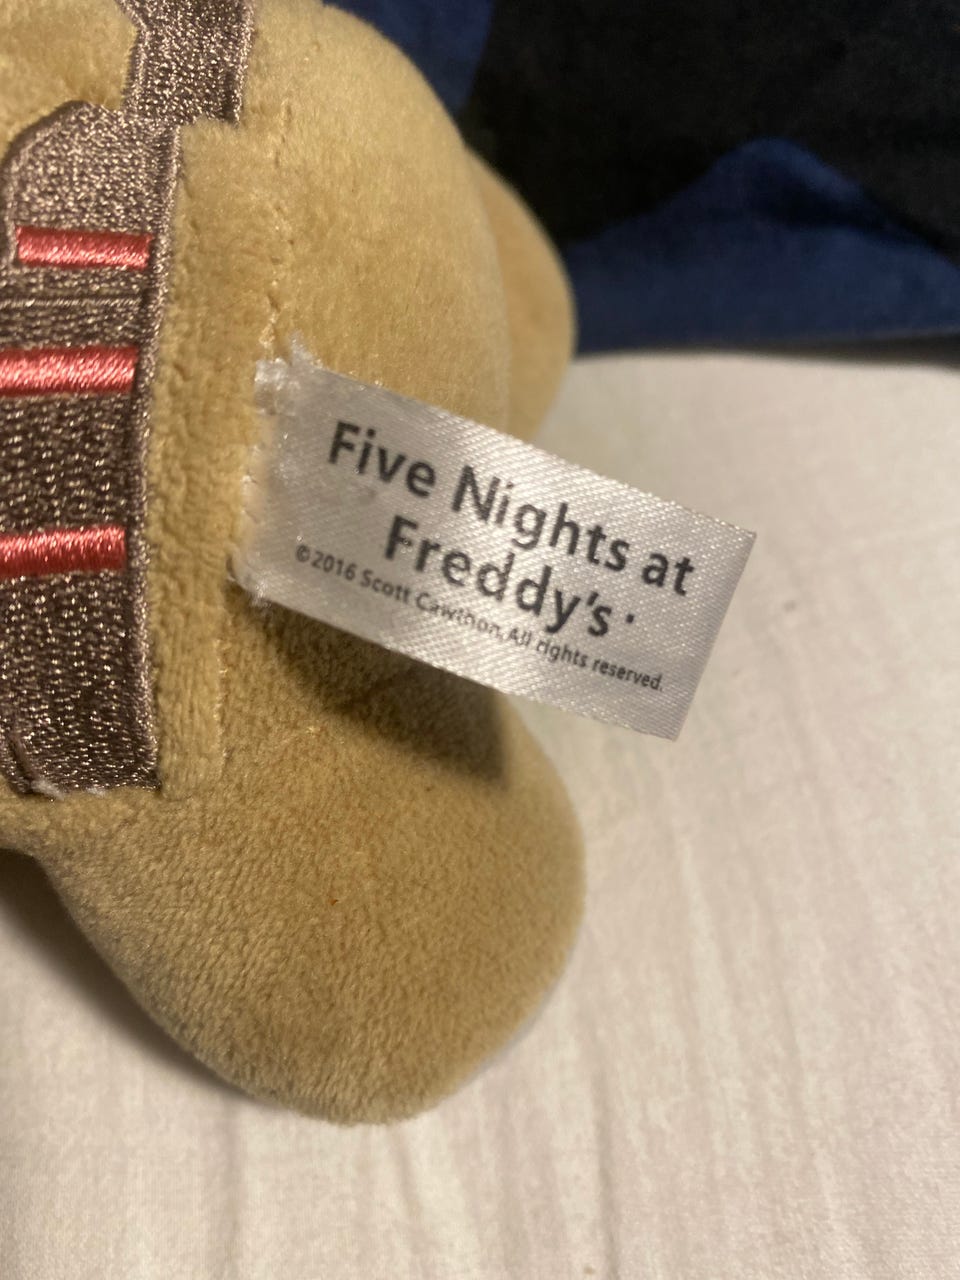 Five Nights at
Freddy's.
©2016 Scott Cawthon. All rights reserved.